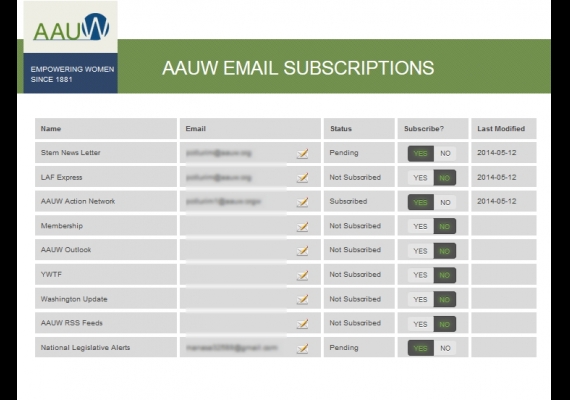 AAUW
EMPOWERING WOMEN
SINCE 1881
AAUW EMAIL SUBSCRIPTIONS
Name Email Status Subscribe? Last Modified
Stem News Letter Pending YES NO 2014-05-12
LAF Express Not Subscribed YES NO 2014-05-12
AAUW Action Network Subscribed YES NO 2014-05-12
Membership Not Subscribed YES NO
AAUW Outlook Not Subscribed YES NO
YWTF Not Subscribed YES NO
Washington Update Not Subscribed YES NO
AAUW RSS Feeds Not Subscribed YES NO
National Legislative Alerts Pending YES NO